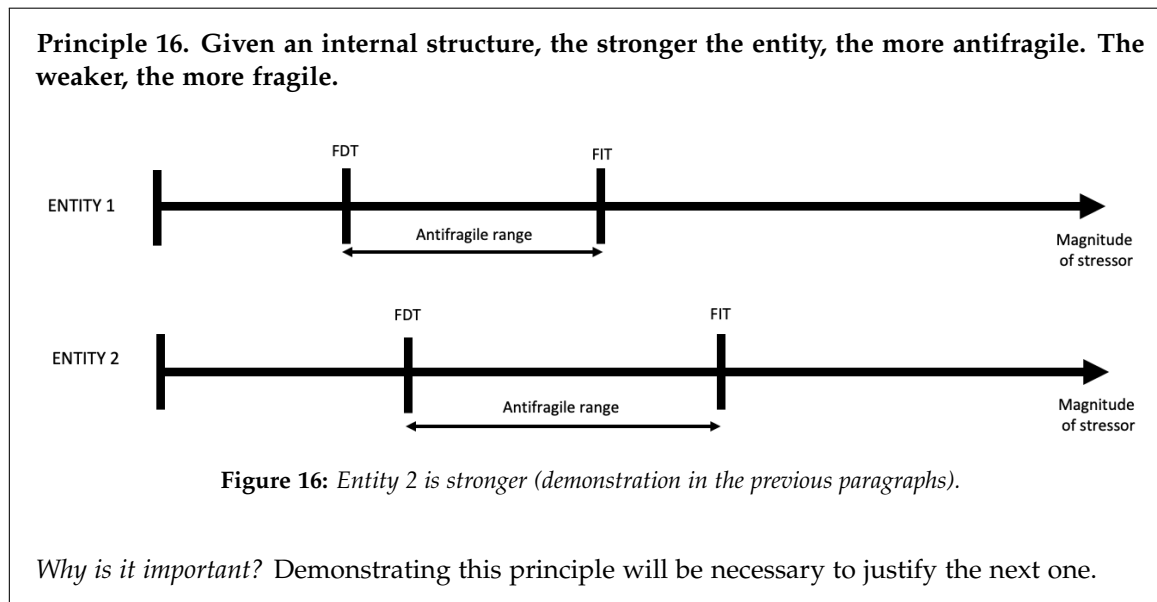 Principle 16. Given an internal structure, the stronger the entity, the more antifragile. The
weaker, the more fragile.
FDT
FIT
ENTITY 1
Antifragile range
Magnitude
of stressor
FDT
FIT
ENTITY 2
Antifragile range
Magnitude
of stressor
Figure 16: Entity 2 is stronger (demonstration in the previous paragraphs).
Why is it important? Demonstrating this principle will be necessary to justify the next one.